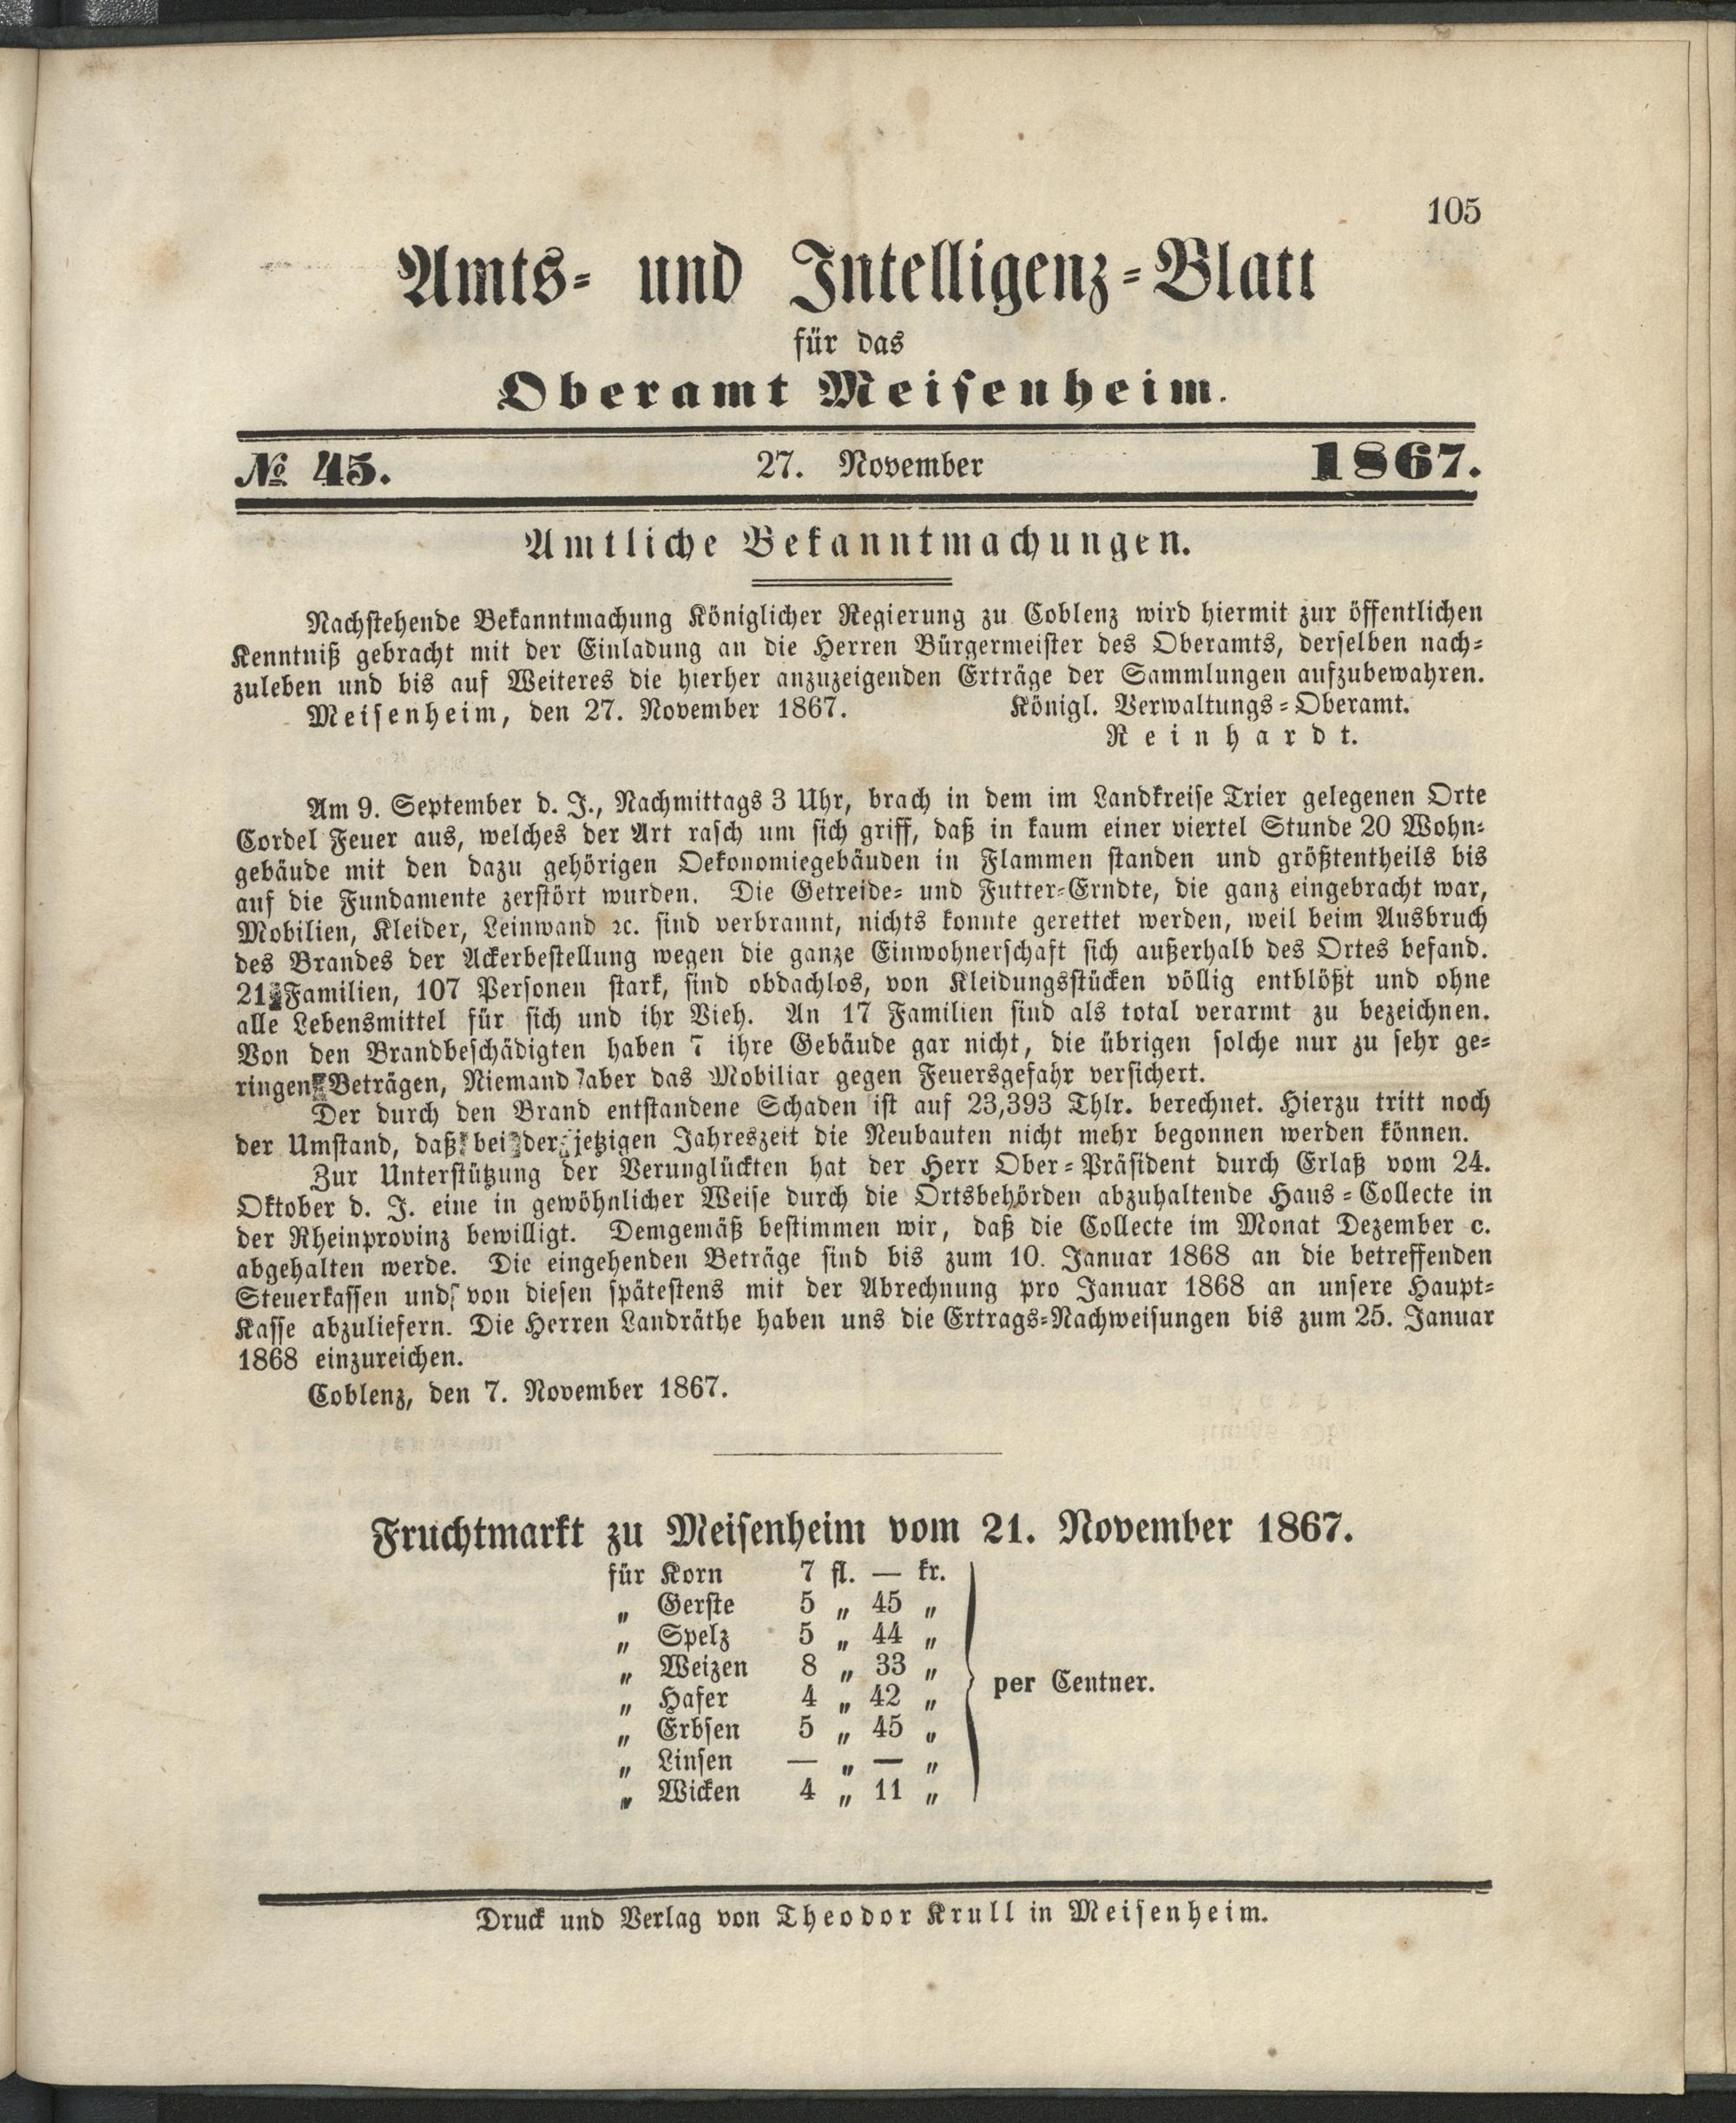 105
Amts- und Intelligenz-Blatt
für das
Oberamt Meisenheim.
№ 45. 27. November 1867.
Amtliche Bekanntmachungen.
Nachstehende Bekanntmachung Königlicher Regierung zu Coblenz wird hiermit zur öffentlichen
Kenntniß gebracht mit der Einladung an die Herren Bürgermeister des Oberamts, derselben nach-
zuleben und bis auf Weiteres die hierher anzuzeigenden Erträge der Sammlungen aufzubewahren.
Meisenheim, den 27. November 1867. Königl. Verwaltungs-Oberamt.
Reinhardt.
Am 9. September d. J., Nachmittags 3 Uhr, brach in dem im Landkreise Trier gelegenen Orte
Cordel Feuer aus, welches der Art rasch um sich griff, daß in kaum einer viertel Stunde 20 Wohn-
gebäude mit den dazu gehörigen Oekonomiegebäuden in Flammen standen und größtentheils bis
auf die Fundamente zerstört wurden. Die Getreide- und Futter-Erndte, die ganz eingebracht war,
Mobilien, Kleider, Leinwand ꝛc. sind verbrannt, nichts konnte gerettet werden, weil beim Ausbruch
des Brandes der Ackerbestellung wegen die ganze Einwohnerschaft sich außerhalb des Ortes befand.
21 Familien, 107 Personen stark, sind obdachlos, von Kleidungsstücken völlig entblößt und ohne
alle Lebensmittel für sich und ihr Vieh. An 17 Familien sind als total verarmt zu bezeichnen.
Von den Brandbeschädigten haben 7 ihre Gebäude gar nicht, die übrigen solche nur zu sehr ge-
ringen Beträgen, Niemand aber das Mobiliar gegen Feuersgefahr versichert.
Der durch den Brand entstandene Schaden ist auf 23,393 Thlr. berechnet. Hierzu tritt noch
der Umstand, daß bei der jetzigen Jahreszeit die Neubauten nicht mehr begonnen werden können.
Zur Unterstützung der Verunglückten hat der Herr Ober-Präsident durch Erlaß vom 24.
Oktober d. J. eine in gewöhnlicher Weise durch die Ortsbehörden abzuhaltende Haus-Collecte in
der Rheinprovinz bewilligt. Demgemäß bestimmen wir, daß die Collecte im Monat Dezember c.
abgehalten werde. Die eingehenden Beträge sind bis zum 10. Januar 1868 an die betreffenden
Steuerkassen und von diesen spätestens mit der Abrechnung pro Januar 1868 an unsere Haupt-
Kasse abzuliefern. Die Herren Landräthe haben uns die Ertrags-Nachweisungen bis zum 25. Januar
1868 einzureichen.
Coblenz, den 7. November 1867.
Fruchtmarkt zu Meisenheim vom 21. November 1867.
für Korn 7 fl. — kr.
„ Gerste 5 „ 45 „
„ Spelz 5 „ 44 „
„ Weizen 8 „ 33 „
per Centner.
„ Hafer 4 „ 42 „
„ Erbsen 5 „ 45 „
„ Linsen — „ — „
„ Wicken 4 „ 11 „
Druck und Verlag von Theodor Krull in Meisenheim.